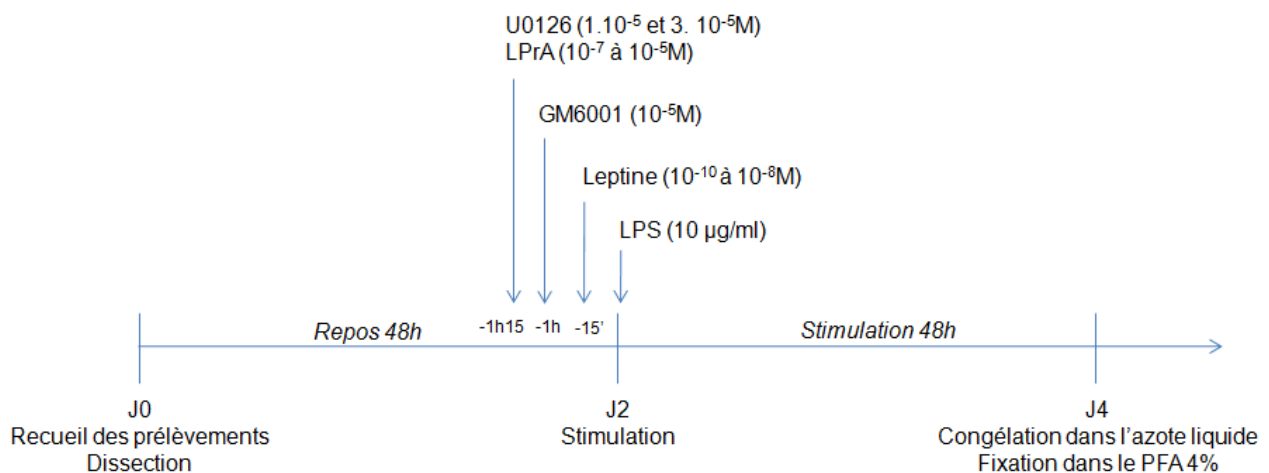 U0126 (1.10⁻⁵ et 3. 10⁻⁵M)
LPrA (10⁻⁷ à 10⁻⁵M)
GM6001 (10⁻⁵M)
Leptine (10⁻¹⁰ à 10⁻⁸M)
LPS (10 µg/ml)
Repos 48h
-1h15
-1h
-15'
Stimulation 48h
J0
Recueil des prélèvements
Dissection
J2
Stimulation
J4
Congélation dans l'azote liquide
Fixation dans le PFA 4%